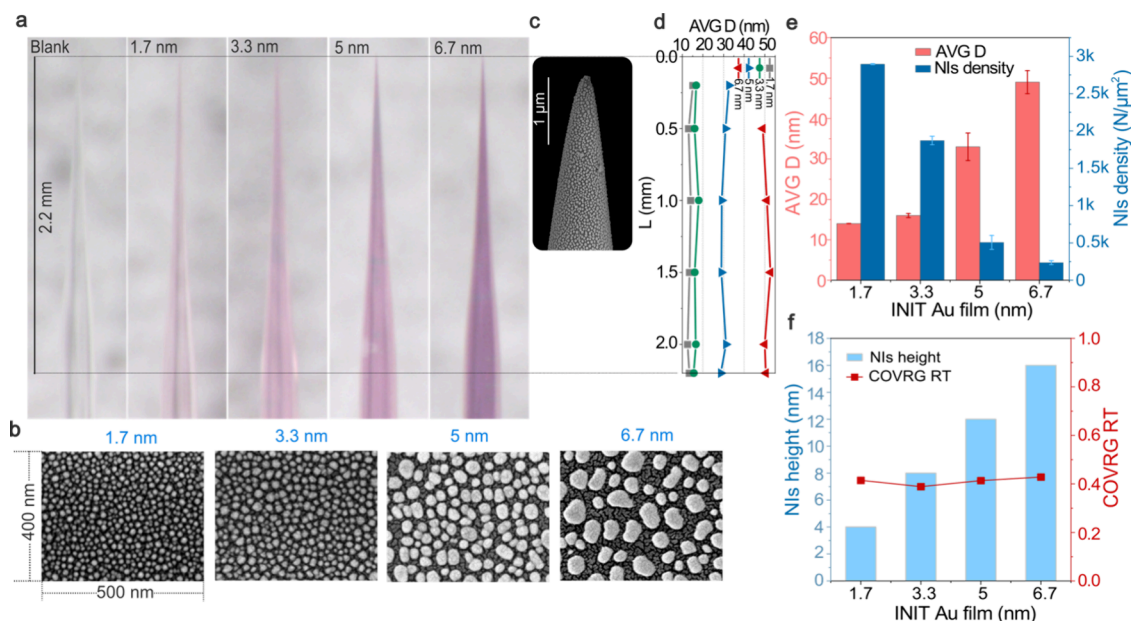 a
Blank
1.7 nm
3.3 nm
5 nm
6.7 nm
2.2 mm
c
1 μm
d
AVG D (nm)
10 20 30 40 50
0.0
0.5
1.0
1.5
2.0
L (mm)
6.7 nm
5 nm
3.3 nm
1.7 nm
e
AVG D
NIs density
60
50
40
30
20
10
0
AVG D (nm)
3k
2.5k
2k
1.5k
1k
0.5k
0
NIs density (N/μm²)
1.7 3.3 5 6.7
INIT Au film (nm)
b
1.7 nm
3.3 nm
5 nm
6.7 nm
400 nm
500 nm
f
NIs height
COVRG RT
18
16
14
12
10
8
6
4
2
0
NIs height (nm)
1.0
0.8
0.6
0.4
0.2
0.0
COVRG RT
1.7 3.3 5 6.7
INIT Au film (nm)